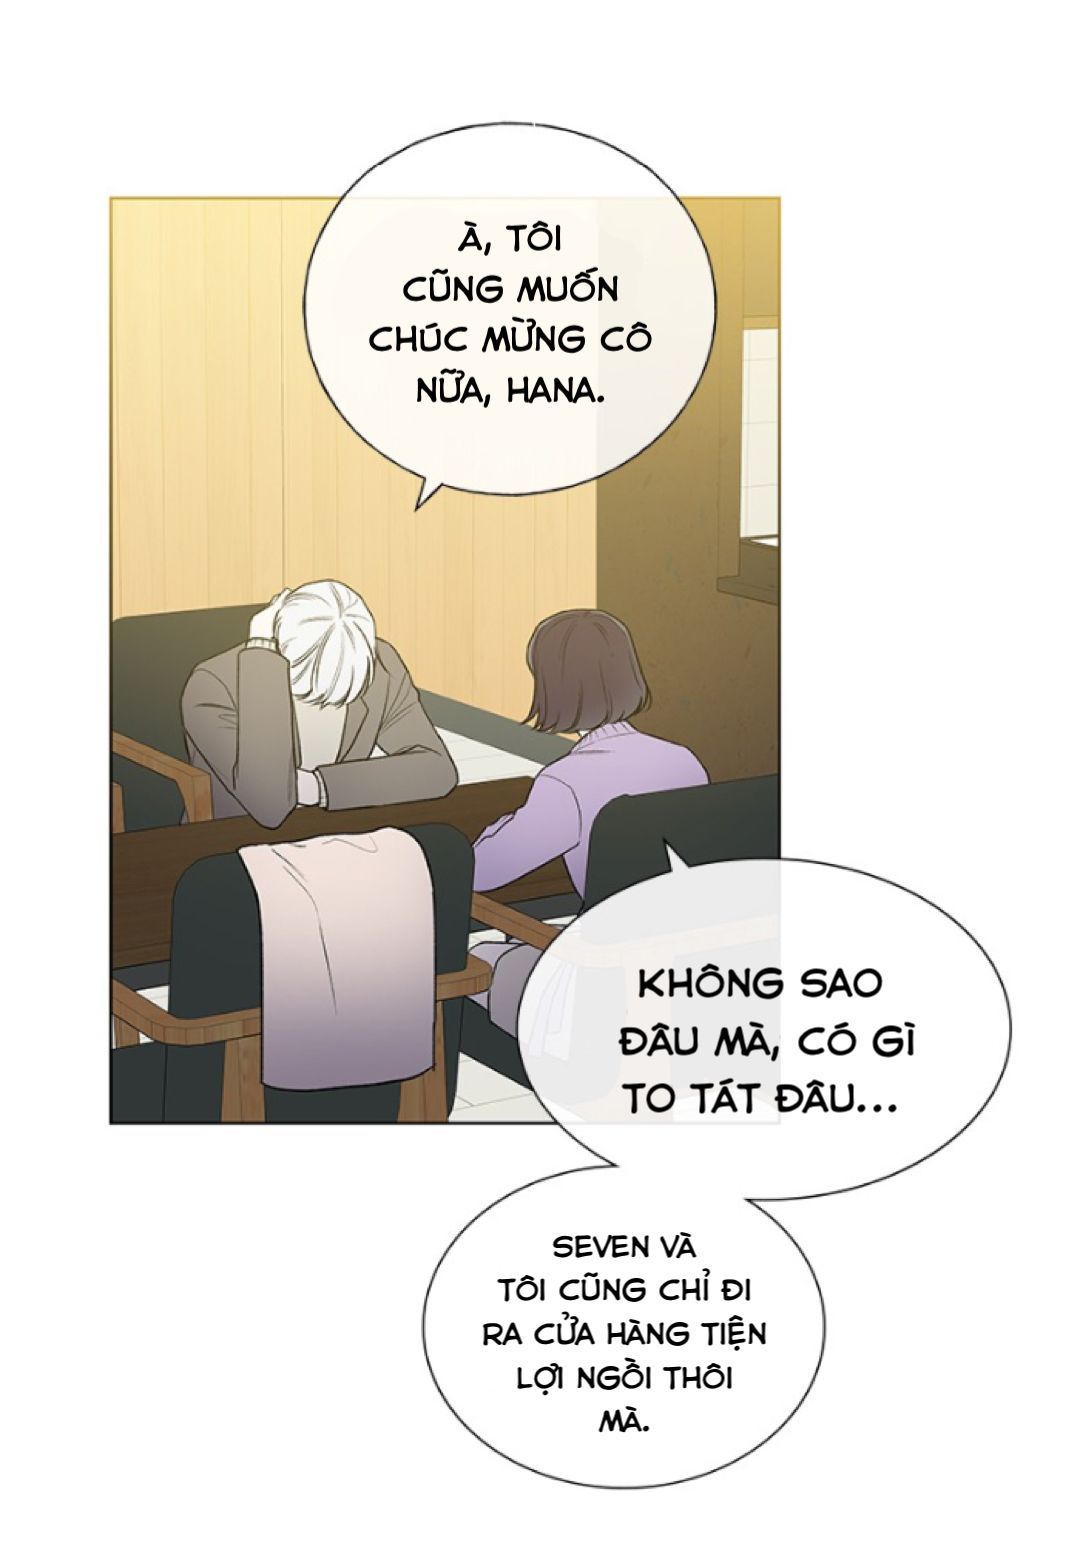 À, TÔI
CŨNG MUỐN
CHÚC MỪNG CÔ
NỮA, HANA.
KHÔNG SAO
ĐÂU MÀ, CÓ GÌ
TO TÁT ĐÂU...
SEVEN VÀ
TÔI CŨNG CHỈ ĐI
RA CỬA HÀNG TIỆN
LỢI NGỒI THÔI
MÀ.